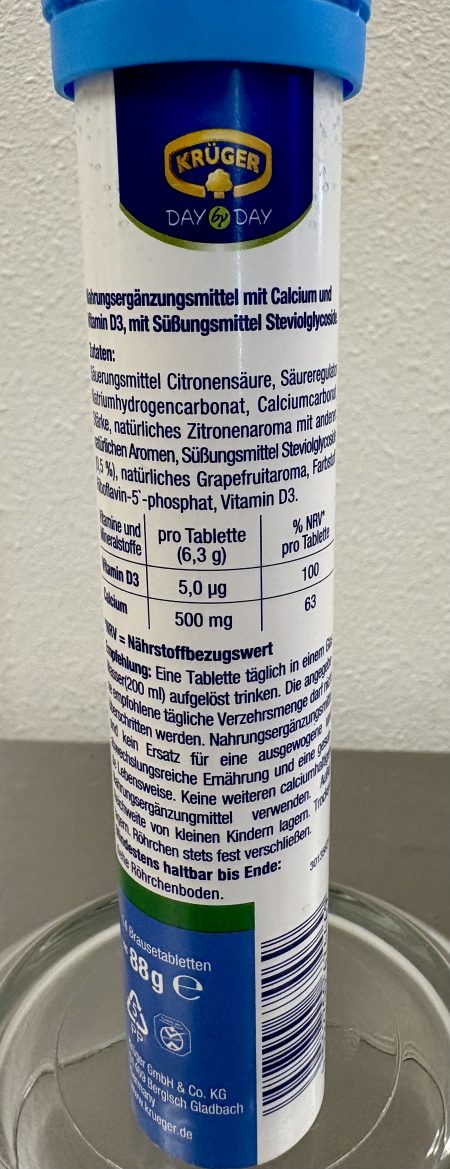 KRÜGER
DAY by DAY
Nahrungsergänzungsmittel mit Calcium und
Vitamin D3, mit Süßungsmittel Steviolglycoside
Zutaten:
Säuerungsmittel Citronensäure, Säureregulator
Natriumhydrogencarbonat, Calciumcarbonat,
Stärke, natürliches Zitronenaroma mit anderen
natürlichen Aromen, Süßungsmittel Steviolglycoside
(0,5 %), natürliches Grapefruitaroma, Farbstoff
Riboflavin-5'-phosphat, Vitamin D3.
Vitamine und Mineralstoffe pro Tablette (6,3 g) % NRV* pro Tablette
Vitamin D3 5,0 µg 100
Calcium 500 mg 63
NRV = Nährstoffbezugswert
Empfehlung: Eine Tablette täglich in einem Glas
Wasser(200 ml) aufgelöst trinken. Die angegebene
empfohlene tägliche Verzehrsmenge darf nicht
überschritten werden. Nahrungsergänzungsmittel
sind kein Ersatz für eine ausgewogene und
abwechslungsreiche Ernährung und eine gesunde
Lebensweise. Keine weiteren calciumhaltigen
Nahrungsergänzungsmittel verwenden.
Reichweite von kleinen Kindern lagern.
lagern. Röhrchen stets fest verschließen.
Mindestens haltbar bis Ende:
siehe Röhrchenboden.
14 Brausetabletten
88 g e
5
PP
Krüger GmbH & Co. KG
Bergisch Gladbach
Germany
www.krueger.de